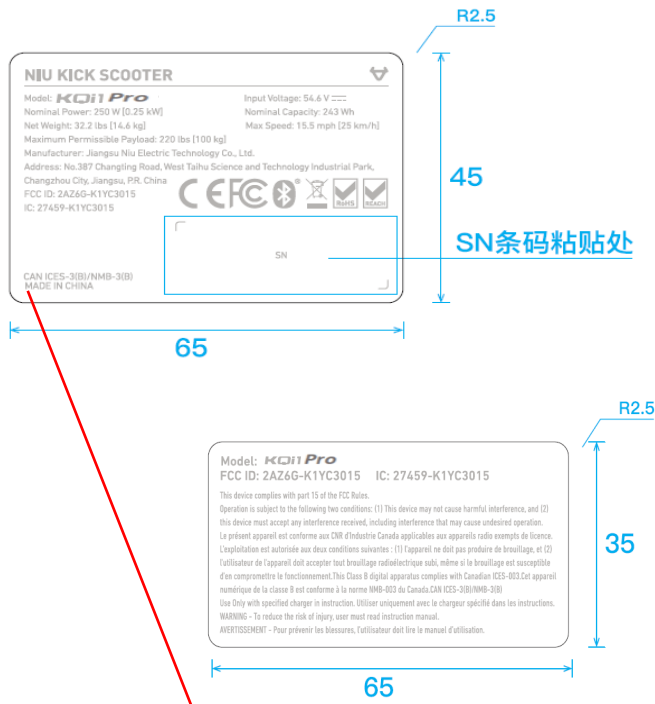 R2.5
NIU KICK SCOOTER
Model: KQi1 Pro
Input Voltage: 54.6 V
Nominal Power: 250 W [0.25 kW]
Nominal Capacity: 243 Wh
Net Weight: 32.2 lbs [14.6 kg]
Max Speed: 15.5 mph [25 km/h]
Maximum Permissible Payload: 220 lbs [100 kg]
Manufacturer: Jiangsu Niu Electric Technology Co., Ltd.
Address: No.387 Changting Road, West Taihu Science and Technology Industrial Park,
Changzhou City, Jiangsu, P.R. China
FCC ID: 2AZ6G-K1YC3015
IC: 27459-K1YC3015
CE FC
RoHS
REACH
45
SN条码粘贴处
SN
CAN ICES-3(B)/NMB-3(B)
MADE IN CHINA
65
R2.5
Model: KQi1 Pro
FCC ID: 2AZ6G-K1YC3015 IC: 27459-K1YC3015
This device complies with part 15 of the FCC Rules.
Operation is subject to the following two conditions: (1) This device may not cause harmful interference, and (2)
this device must accept any interference received, including interference that may cause undesired operation.
Le présent appareil est conforme aux CNR d'Industrie Canada applicables aux appareils radio exempts de licence.
L'exploitation est autorisée aux deux conditions suivantes : (1) l'appareil ne doit pas produire de brouillage, et (2)
l'utilisateur de l'appareil doit accepter tout brouillage radioélectrique subi, même si le brouillage est susceptible
d'en compromettre le fonctionnement.This Class B digital apparatus complies with Canadian ICES-003.Cet appareil
numérique de la classe B est conforme à la norme NMB-003 du Canada.CAN ICES-3(B)/NMB-3(B)
Use Only with specified charger in instruction. Utiliser uniquement avec le chargeur spécifié dans les instructions.
WARNING - To reduce the risk of injury, user must read instruction manual.
AVERTISSEMENT - Pour prévenir les blessures, l'utilisateur doit lire le manuel d'utilisation.
35
65